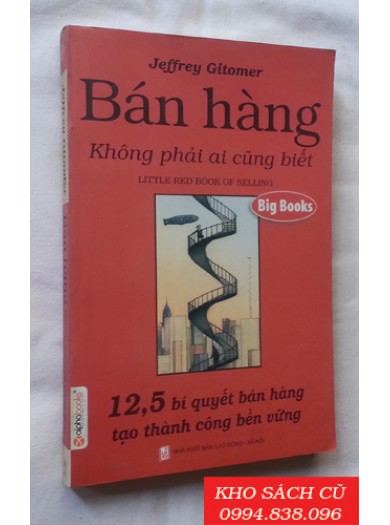 Jeffrey Gitomer
Bán hàng
Không phải ai cũng biết
LITTLE RED BOOK OF SELLING
Big Books
12,5 bí quyết bán hàng
tạo thành công bền vững
NHÀ XUẤT BẢN LAO ĐỘNG - XÃ HỘI
Jeffrey Gitomer
alphabooks
KHO SÁCH CŨ
0994.838.096